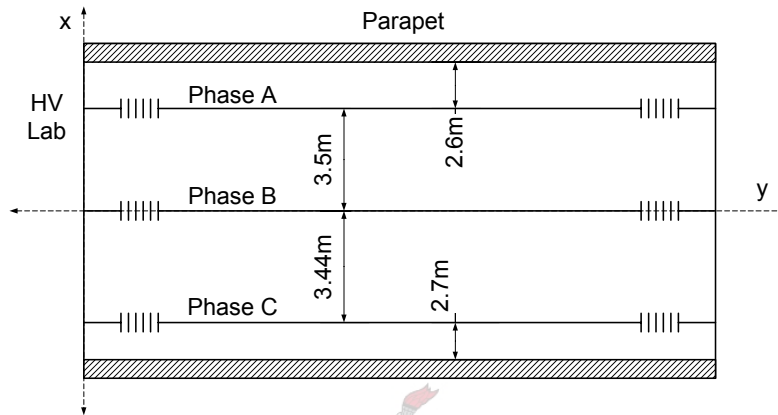 x
Parapet
HV
Lab
Phase A
2.6m
3.5m
Phase B
y
3.44m
2.7m
Phase C